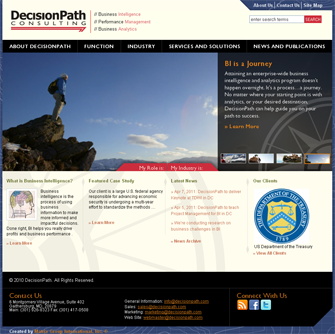 About Us | Contact Us | Site Map
DecisionPath
CONSULTING
// Business Intelligence
// Performance Management
// Business Analytics
search business terms
SEARCH
ABOUT DECISIONPATH
FUNCTION
INDUSTRY
SERVICES AND SOLUTIONS
NEWS AND PUBLICATIONS
BI is a Journey
Attaining an enterprise-wide business
intelligence and analytics program doesn't
happen overnight. It's a process...a journey.
No matter where your starting point is with
analytics, or your desired destination,
DecisionPath can help guide you on your
path to success.
» Learn More
My Role is
My Industry is
What is Business Intelligence?
Business
Intelligence is the
process of using
business
information to
make more
informed and
impactful decisions.
Done right, BI helps you really drive
profits and business performance.
» Learn More
Featured Case Study
Our client is a large U.S. federal agency
responsible for advancing economic
security is undergoing a multi-year
effort to standardize the methods...
» Learn More
Latest News
Apr 7, 2011: DecisionPath to deliver
keynote at TDWI in DC
Apr 5, 2011: DecisionPath to teach
Project Management for BI in DC
We're conducting research on
business challenges in BI
» News Archive
Our Clients
1789
US Department of the Treasury
» View All Clients
© 2010 DecisionPath. All Rights Reserved.
Contact Us
6 Montgomery Village Avenue, Suite 402
Gaithersburg, MD, 20879
Main: (301) 926-8323 Fax: (301) 417-0509
General Information: info@decisionpath.com
Sales: sales@decisionpath.com
Marketing: marketing@decisionpath.com
Web Site: webmaster@decisionpath.com
Connect With Us
Created by